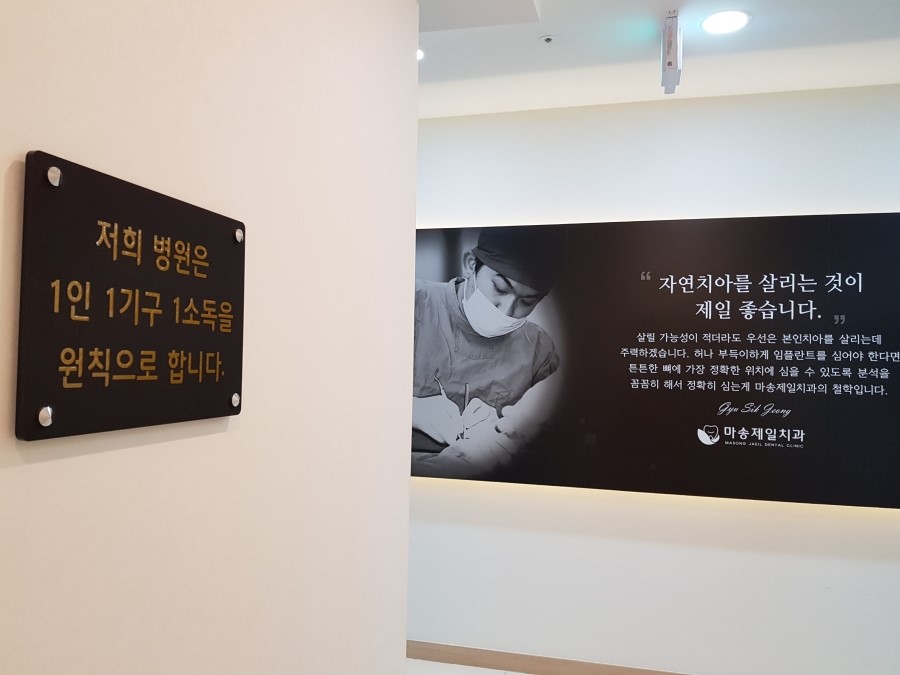 저희 병원은
1인 1기구 1소독을
원칙으로 합니다.
“ 자연치아를 살리는 것이
제일 좋습니다. ”
살릴 가능성이 적더라도 우선은 본인치아를 살리는데
주력하겠습니다. 허나 부득이하게 임플란트를 심어야 한다면
튼튼한 뼈에 가장 정확한 위치에 심을 수 있도록 분석을
꼼꼼히 해서 정확히 심는게 마송제일치과의 철학입니다.
Gyu Sik Jeong
마송제일치과
MASONG JAEIL DENTAL CLINIC